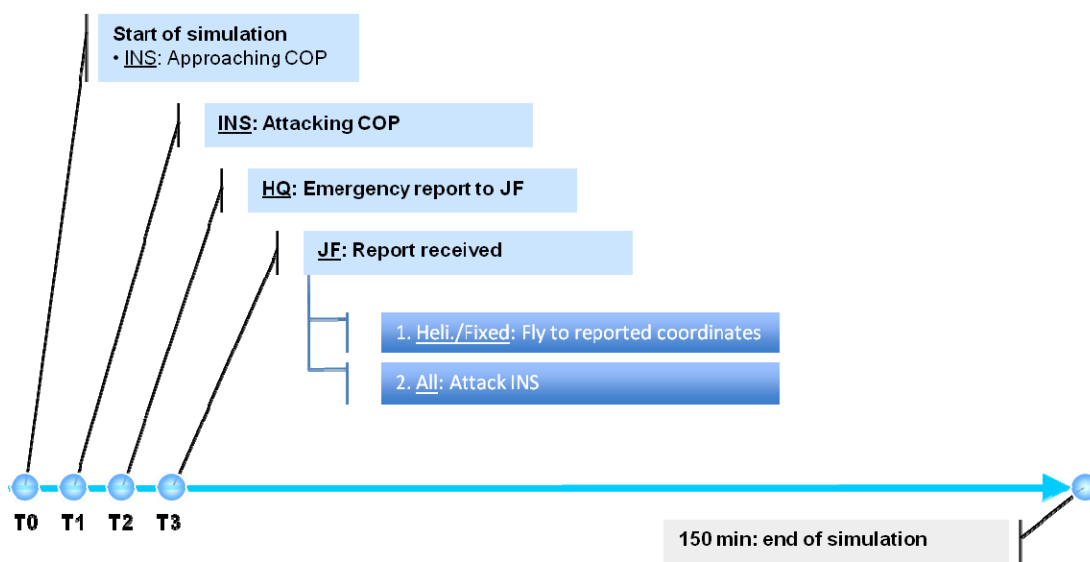 Start of simulation
• INS: Approaching COP
INS: Attacking COP
HQ: Emergency report to JF
JF: Report received
1. Heli./Fixed: Fly to reported coordinates
2. All: Attack INS
T0 T1 T2 T3
150 min: end of simulation